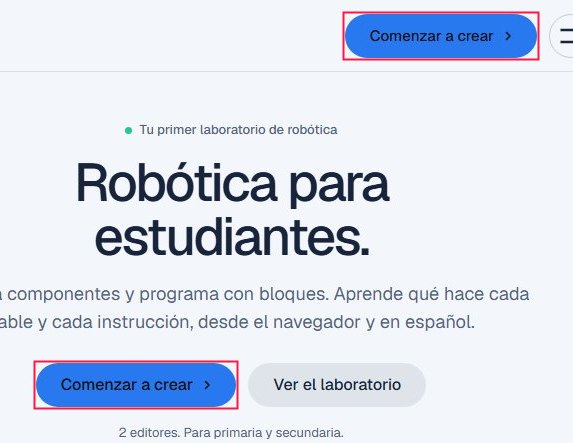 Comenzar a crear
Tu primer laboratorio de robótica
Robótica para
estudiantes.
componentes y programa con bloques. Aprende qué hace cada
y cada instrucción, desde el navegador y en español.
Comenzar a crear
Ver el laboratorio
2 editores. Para primaria y secundaria.